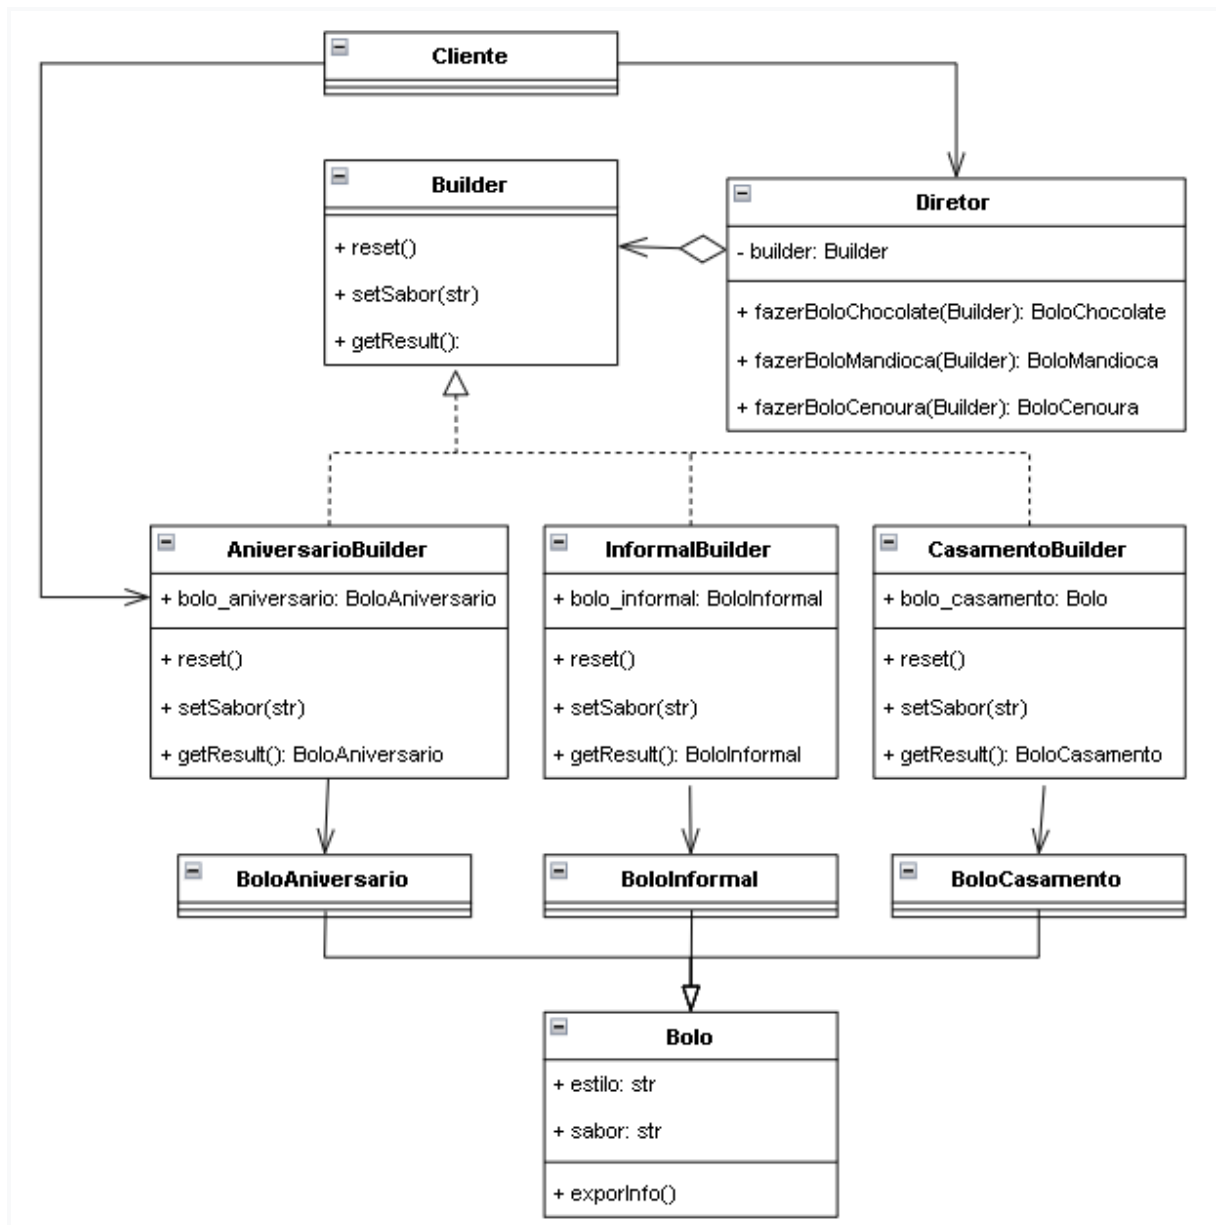 Cliente
Builder
+ reset()
+ setSabor(str)
+ getResult():
Diretor
- builder: Builder
+ fazerBoloChocolate(Builder): BoloChocolate
+ fazerBoloMandioca(Builder): BoloMandioca
+ fazerBoloCenoura(Builder): BoloCenoura
AniversarioBuilder
+ bolo_aniversario: BoloAniversario
+ reset()
+ setSabor(str)
+ getResult(): BoloAniversario
InformalBuilder
+ bolo_informal: BoloInformal
+ reset()
+ setSabor(str)
+ getResult(): BoloInformal
CasamentoBuilder
+ bolo_casamento: Bolo
+ reset()
+ setSabor(str)
+ getResult(): BoloCasamento
BoloAniversario
BoloInformal
BoloCasamento
Bolo
+ estilo: str
+ sabor: str
+ exporInfo()